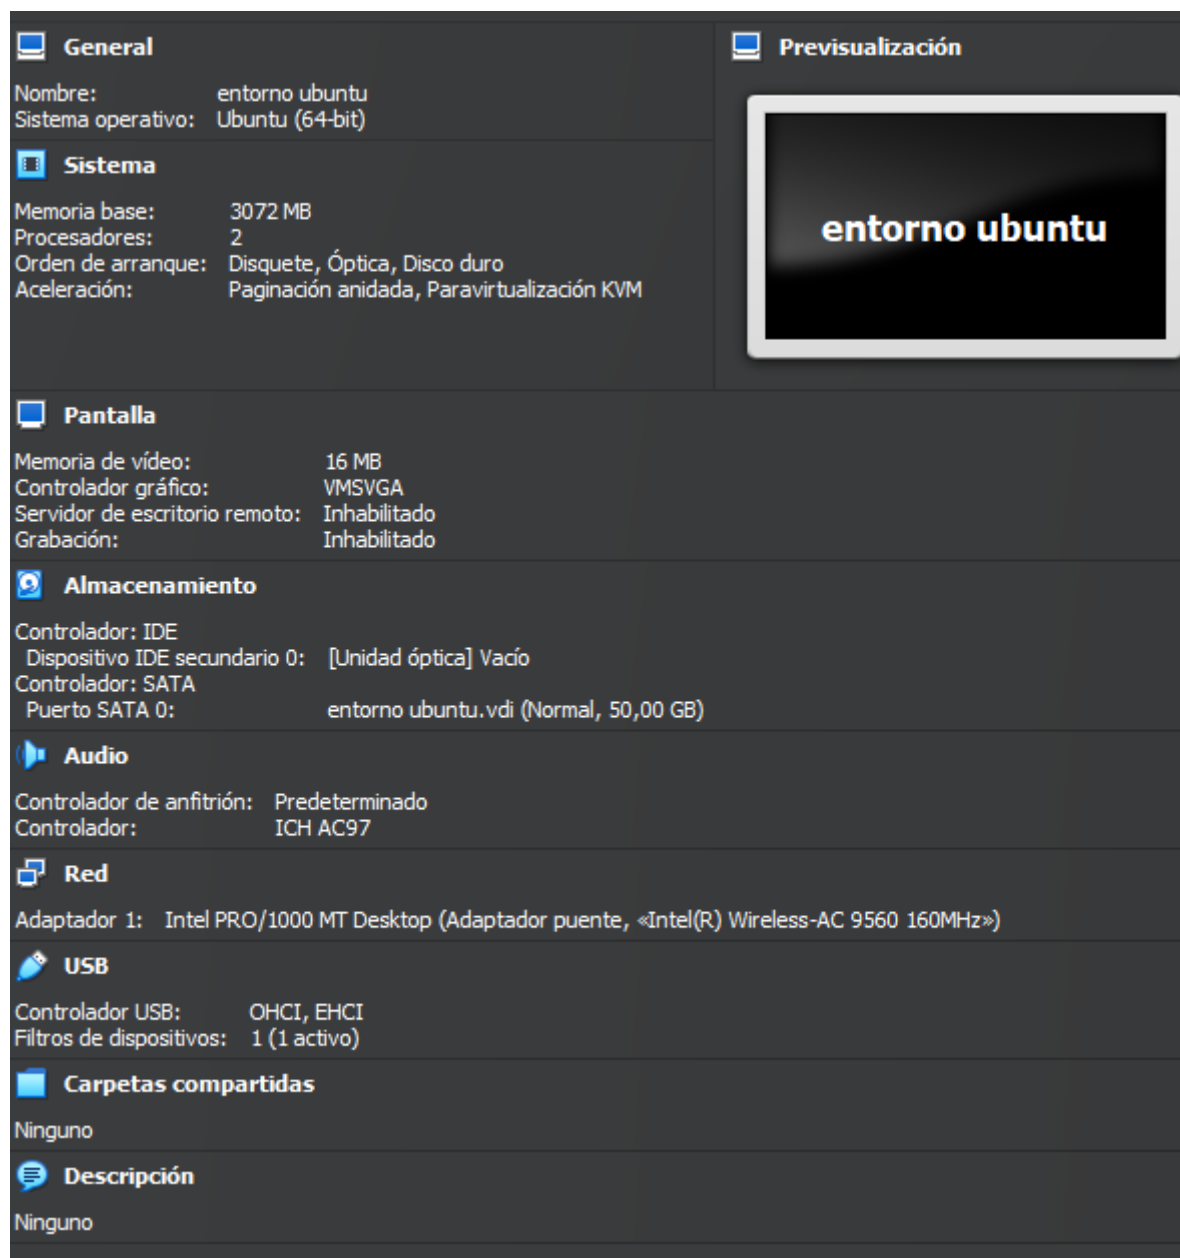 General
Nombre: entorno ubuntu
Sistema operativo: Ubuntu (64-bit)
Previsualización
entorno ubuntu
Sistema
Memoria base: 3072 MB
Procesadores: 2
Orden de arranque: Disquete, Óptica, Disco duro
Aceleración: Paginación anidada, Paravirtualización KVM
Pantalla
Memoria de vídeo: 16 MB
Controlador gráfico: VMSVGA
Servidor de escritorio remoto: Inhabilitado
Grabación: Inhabilitado
Almacenamiento
Controlador: IDE
Dispositivo IDE secundario 0: [Unidad óptica] Vacío
Controlador: SATA
Puerto SATA 0: entorno ubuntu.vdi (Normal, 50,00 GB)
Audio
Controlador de anfitrión: Predeterminado
Controlador: ICH AC97
Red
Adaptador 1: Intel PRO/1000 MT Desktop (Adaptador puente, «Intel(R) Wireless-AC 9560 160MHz»)
USB
Controlador USB: OHCI, EHCI
Filtros de dispositivos: 1 (1 activo)
Carpetas compartidas
Ninguno
Descripción
Ninguno